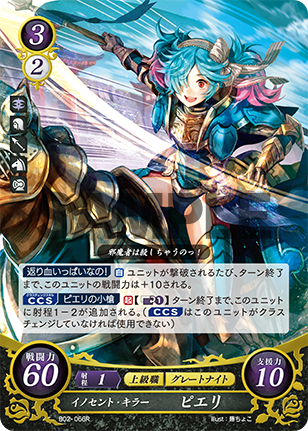 3
2
邪魔者は殺しちゃうのっ!
返り血いっぱいなの! 自 ユニットが撃破されるたび、ターン終了
まで、このユニットの戦闘力は+10される。
CCS ピエリの小槍 起 【1】 ターン終了まで、このユニット
に射程1-2が追加される。(CCS はこのユニットがクラス
チェンジしていなければ使用できない)
戦闘力
60
射程 1
上級職
グレートナイト
支援力
10
イノセント・キラー ピエリ
B02-066R
Illust:藤ちょこ